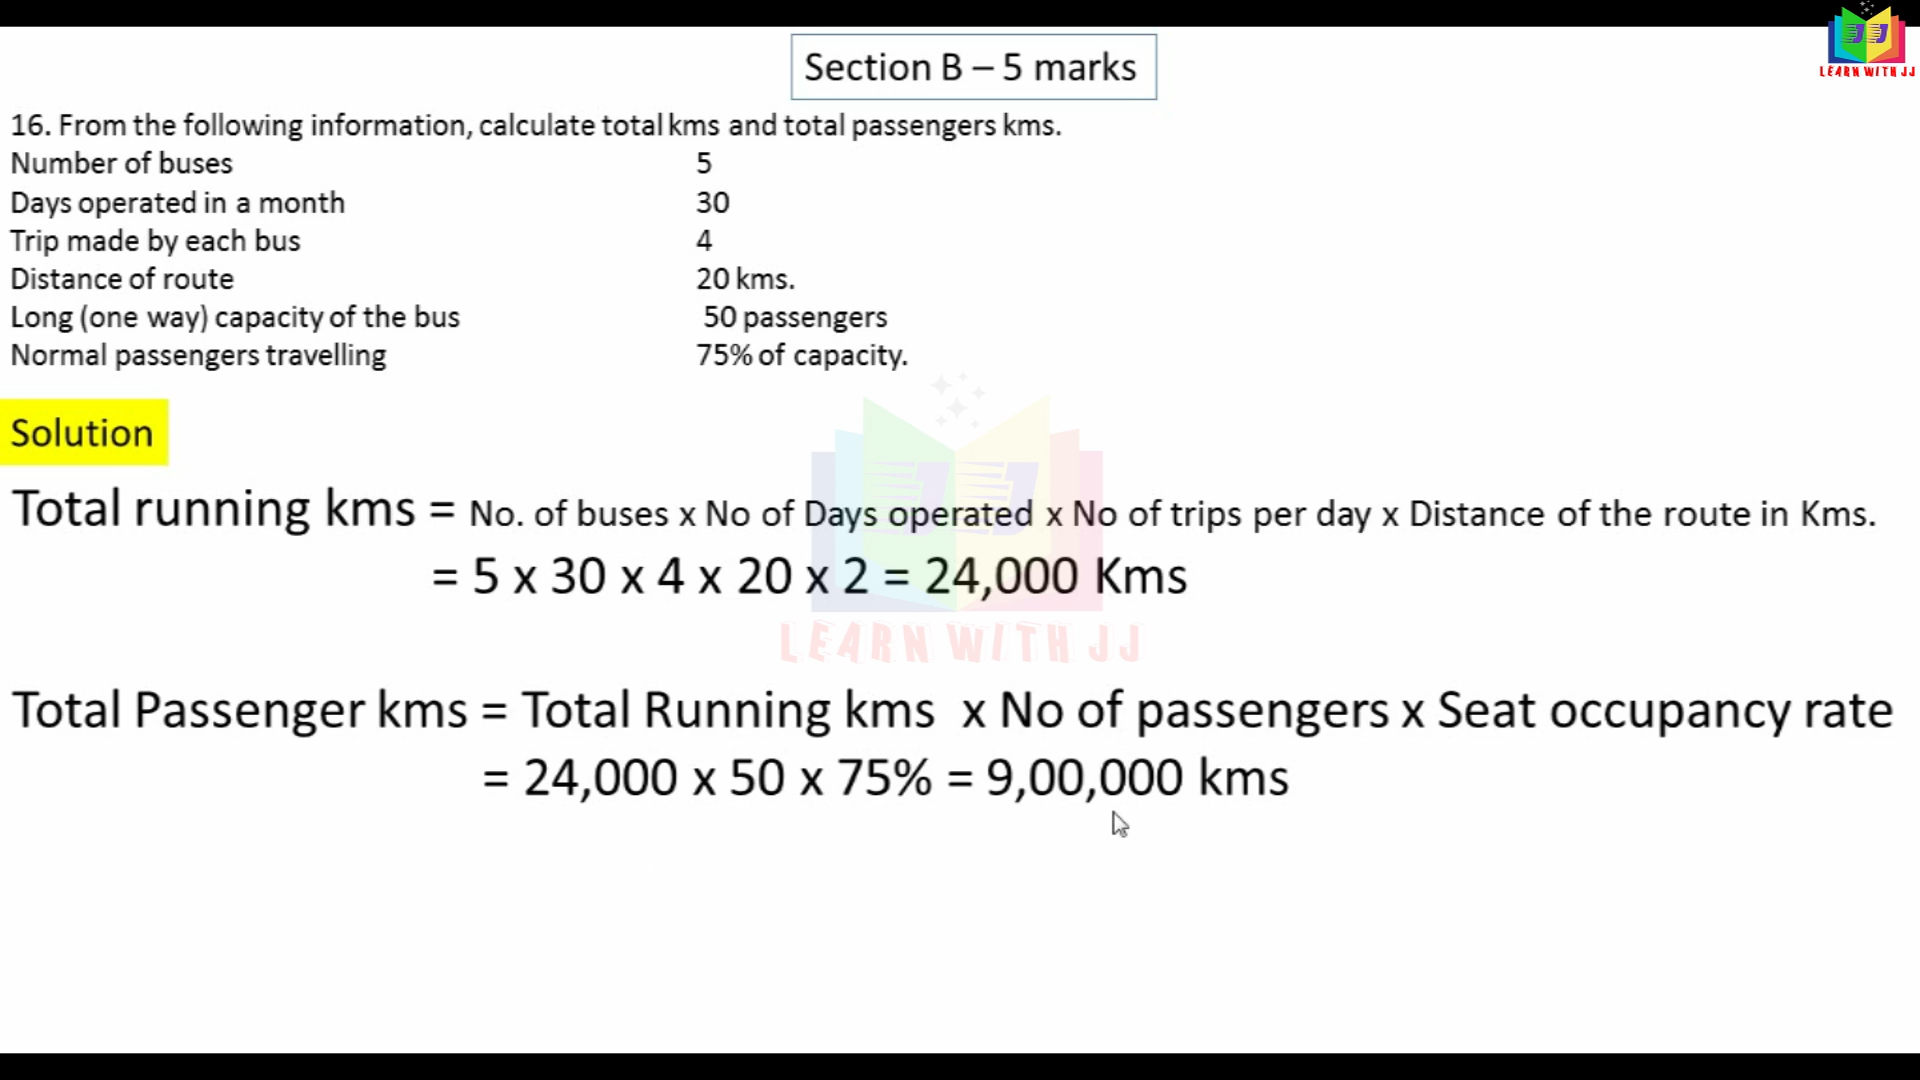 Section B – 5 marks
LEARN WITH JJ
16. From the following information, calculate total kms and total passengers kms.
Number of buses 5
Days operated in a month 30
Trip made by each bus 4
Distance of route 20 kms.
Long (one way) capacity of the bus 50 passengers
Normal passengers travelling 75% of capacity.
Solution
Total running kms = No. of buses x No of Days operated x No of trips per day x Distance of the route in Kms.
= 5 x 30 x 4 x 20 x 2 = 24,000 Kms
LEARN WITH JJ
Total Passenger kms = Total Running kms x No of passengers x Seat occupancy rate
= 24,000 x 50 x 75% = 9,00,000 kms